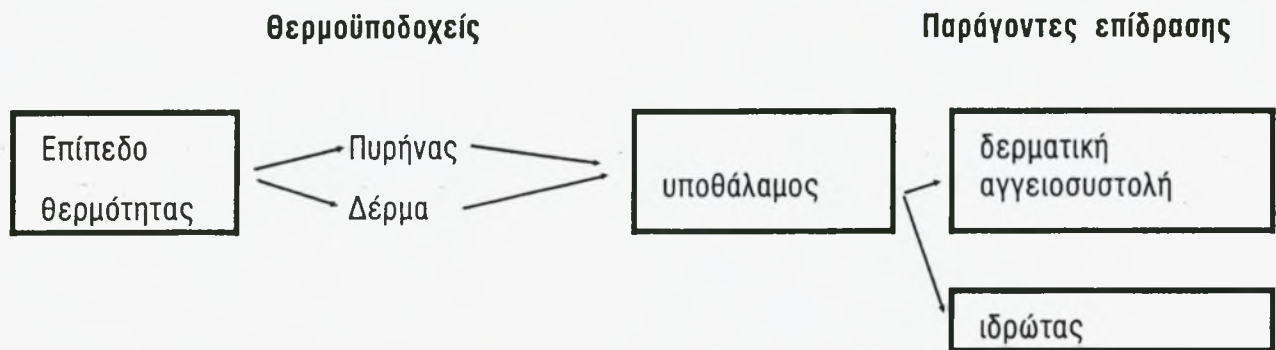 θερμοϋποδοχείς
Παράγοντες επίδρασης
Επίπεδο
θερμότητας
Πυρήνας
Δέρμα
υποθάλαμος
δερματική
αγγειοσυστολή
ιδρώτας